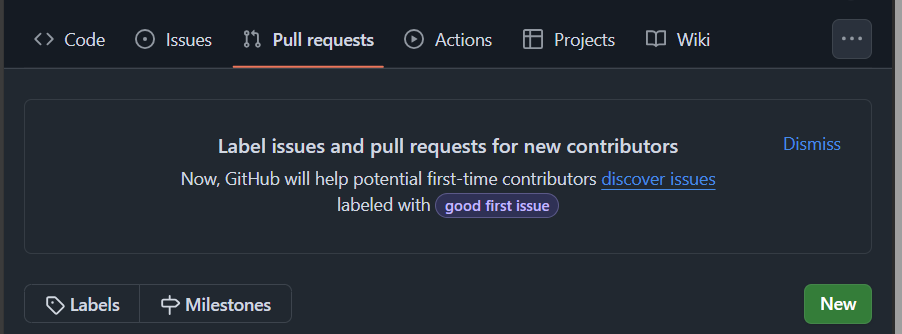 Code Issues Pull requests Actions Projects Wiki
Label issues and pull requests for new contributors
Dismiss
Now, GitHub will help potential first-time contributors discover issues
labeled with good first issue
Labels Milestones New